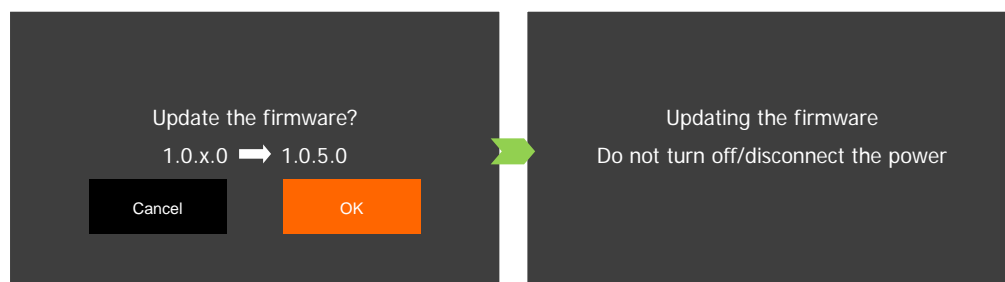 Update the firmware?
1.0.x.0 1.0.5.0
Cancel
OK
Updating the firmware
Do not turn off/disconnect the power